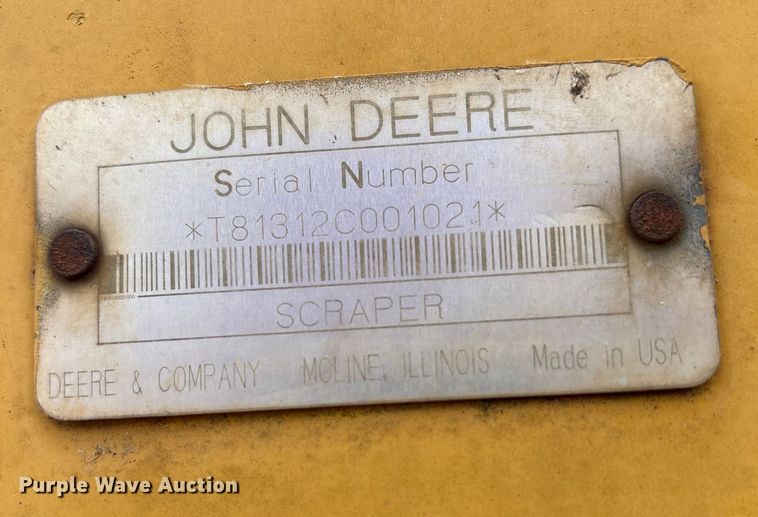 JOHN DEERE
Serial Number
*T81312C001021*
SCRAPER
DEERE & COMPANY MOLINE, ILLINOIS Made in USA
Purple Wave Auction